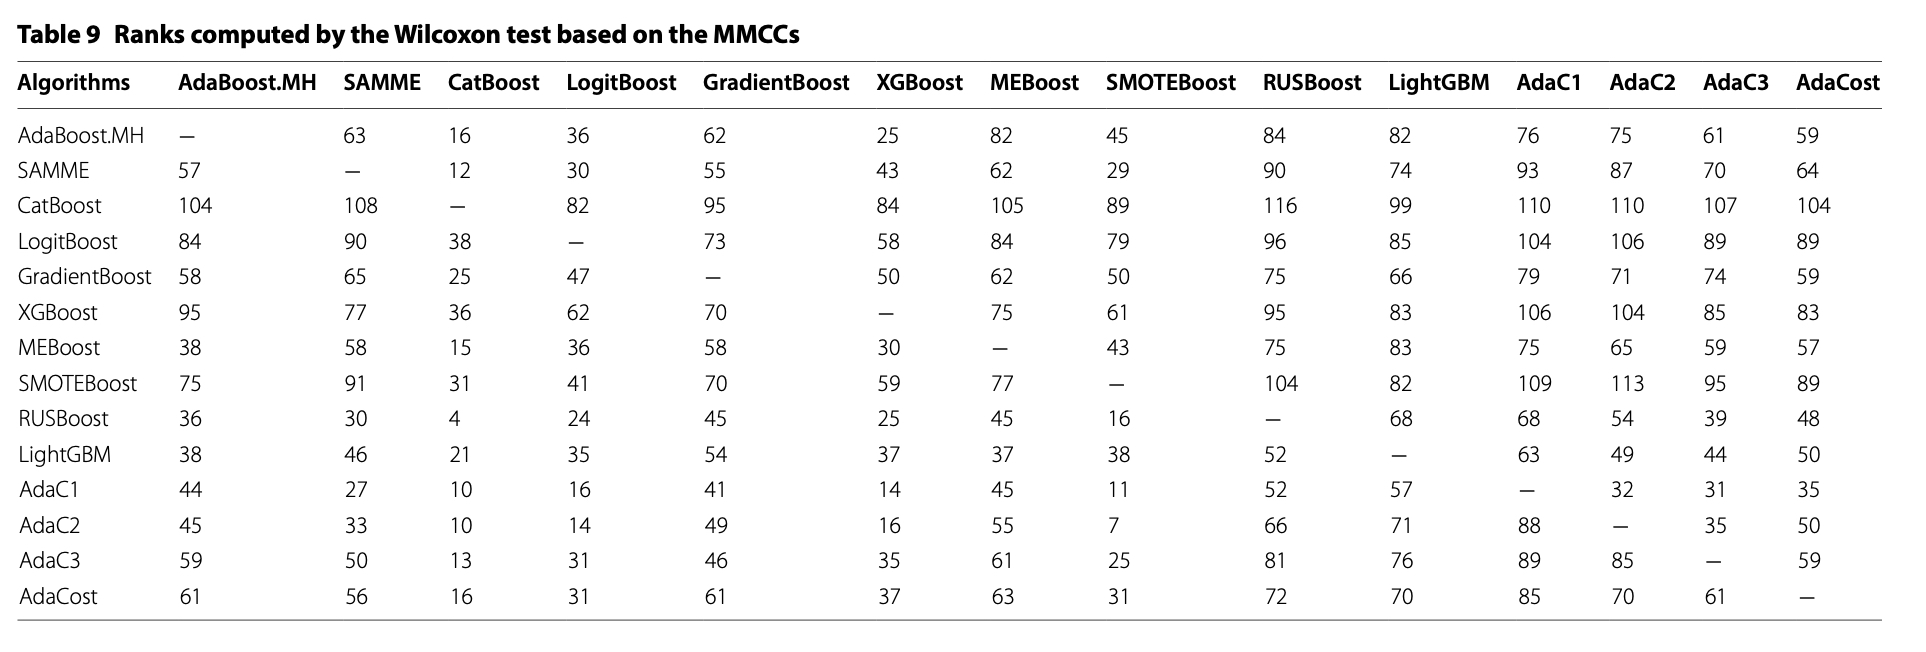 Table 9 Ranks computed by the Wilcoxon test based on the MMCCs
Algorithms AdaBoost.MH SAMME CatBoost LogitBoost GradientBoost XGBoost MEBoost SMOTEBoost RUSBoost LightGBM AdaC1 AdaC2 AdaC3 AdaCost
AdaBoost.MH — 63 16 36 62 25 82 45 84 82 76 75 61 59
SAMME 57 — 12 30 55 43 62 29 90 74 93 87 70 64
CatBoost 104 108 — 82 95 84 105 89 116 99 110 110 107 104
LogitBoost 84 90 38 — 73 58 84 79 96 85 104 106 89 89
GradientBoost 58 65 25 47 — 50 62 50 75 66 79 71 74 59
XGBoost 95 77 36 62 70 — 75 61 95 83 106 104 85 83
MEBoost 38 58 15 36 58 30 — 43 75 83 75 65 59 57
SMOTEBoost 75 91 31 41 70 59 77 — 104 82 109 113 95 89
RUSBoost 36 30 4 24 45 25 45 16 — 68 68 54 39 48
LightGBM 38 46 21 35 54 37 37 38 52 — 63 49 44 50
AdaC1 44 27 10 16 41 14 45 11 52 57 — 32 31 35
AdaC2 45 33 10 14 49 16 55 7 66 71 88 — 35 50
AdaC3 59 50 13 31 46 35 61 25 81 76 89 85 — 59
AdaCost 61 56 16 31 61 37 63 31 72 70 85 70 61 —